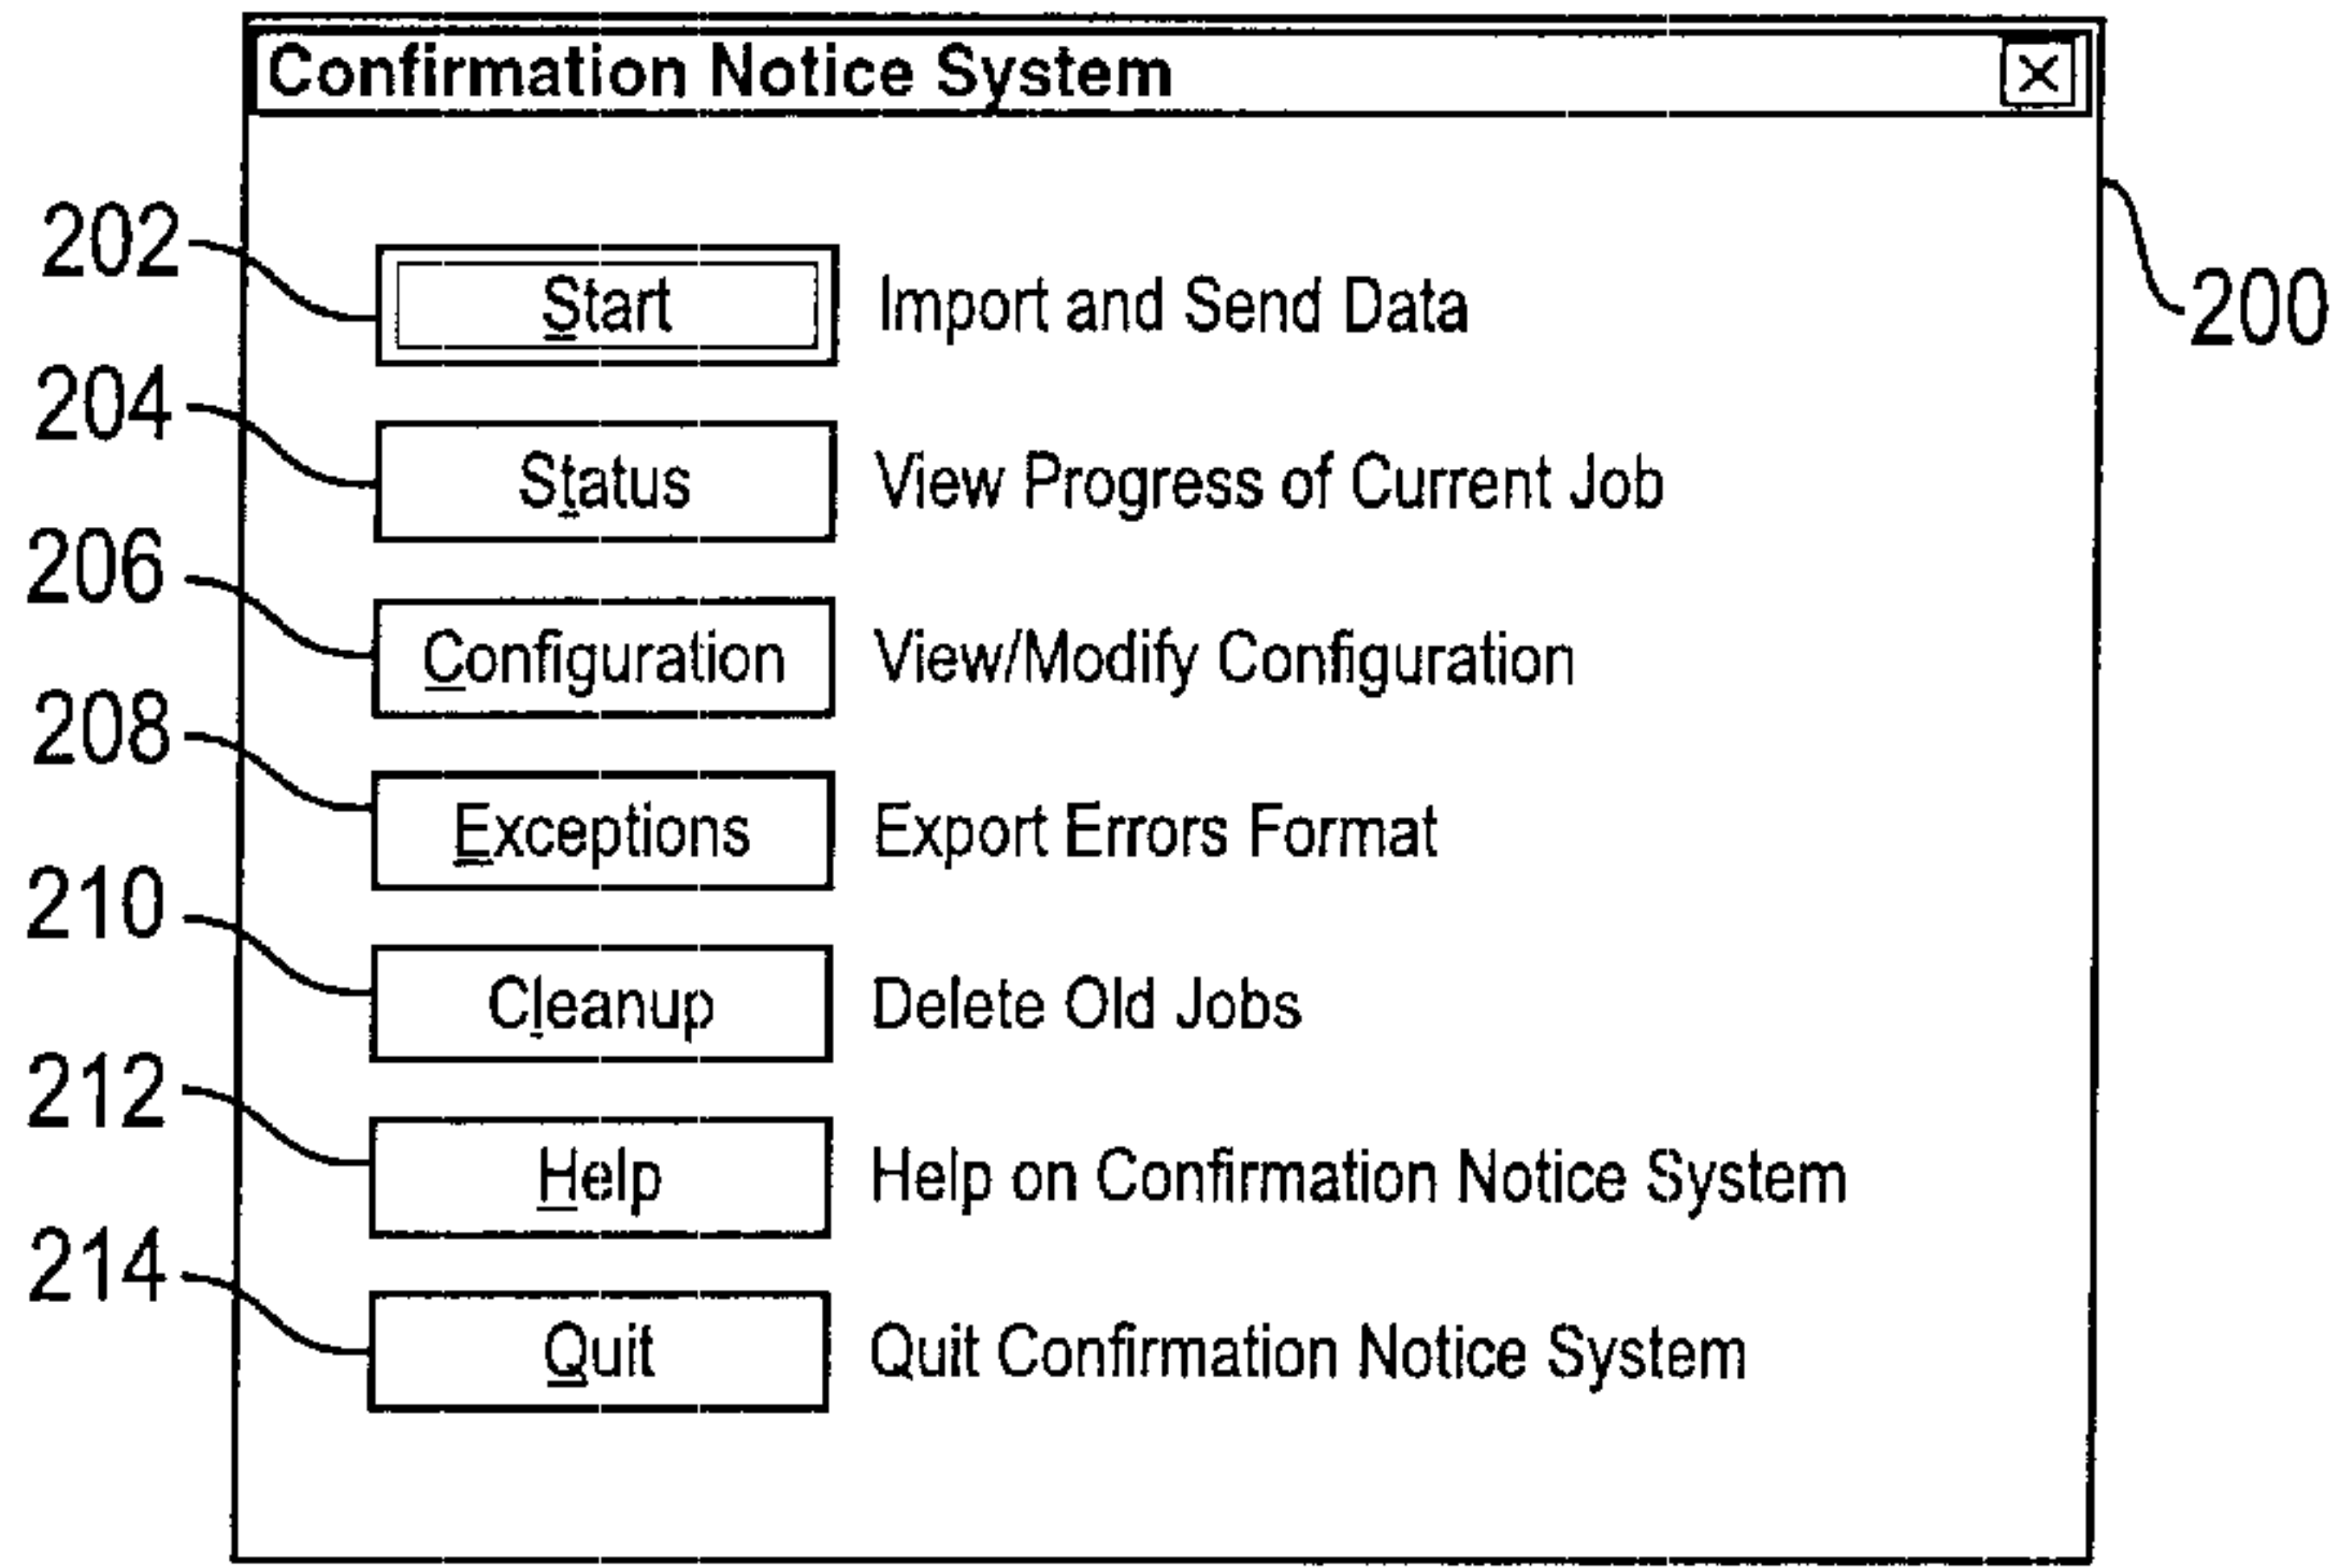 Confirmation Notice System X
202 Start Import and Send Data
200
204 Status View Progress of Current Job
206 Configuration View/Modify Configuration
208 Exceptions Export Errors Format
210 Cleanup Delete Old Jobs
212 Help Help on Confirmation Notice System
214 Quit Quit Confirmation Notice System